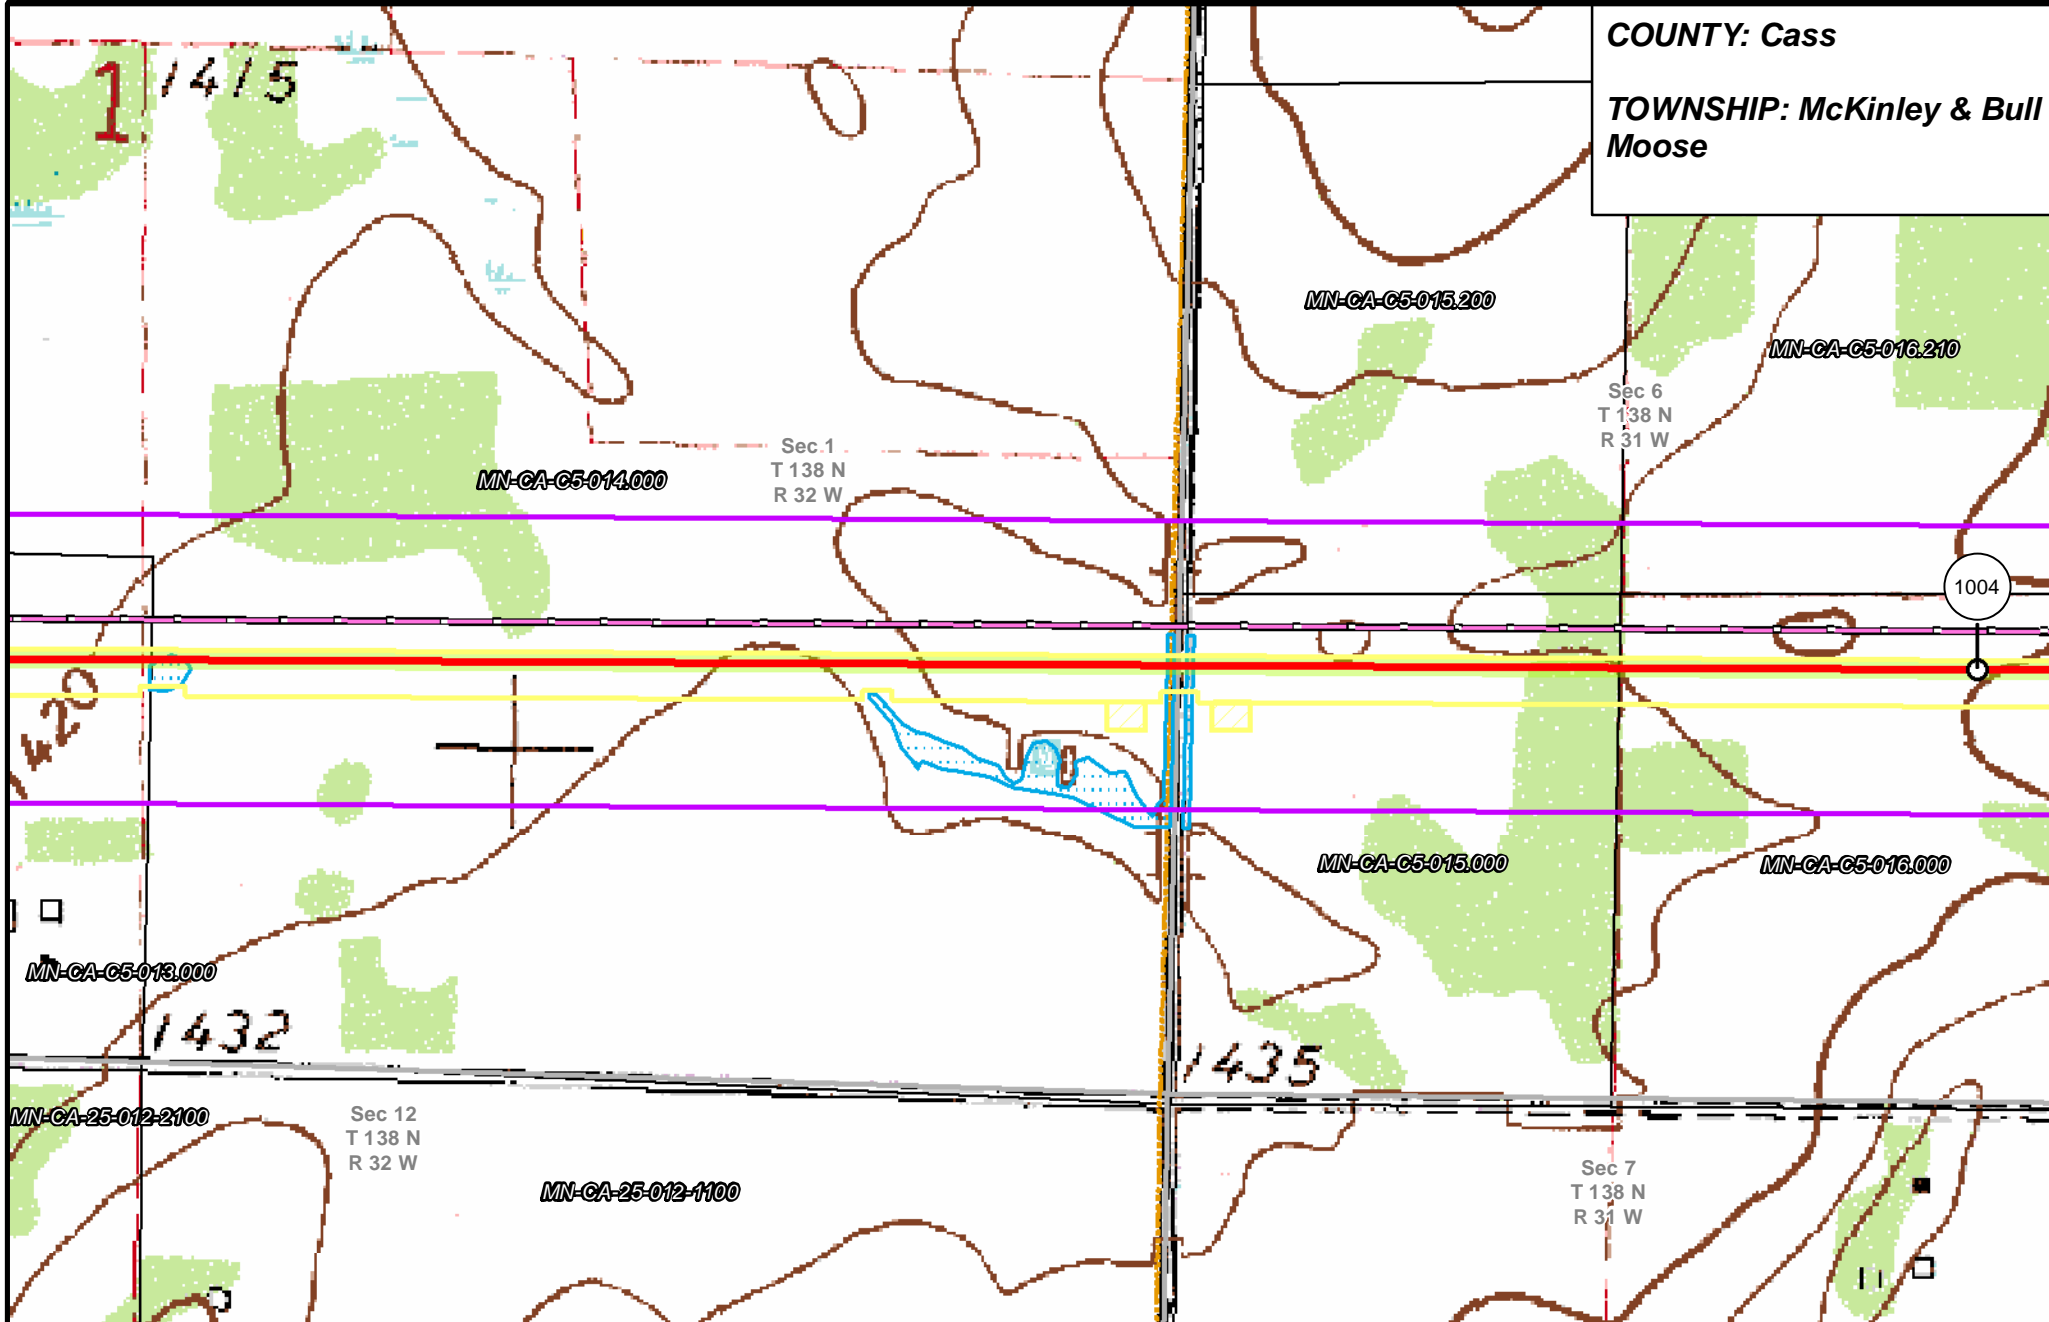 COUNTY: Cass
TOWNSHIP: McKinley & Bull
Moose
1
1415
MN-CA-C5-015.200
MN-CA-C5-016.210
Sec 6
T 138 N
R 31 W
Sec 1
T 138 N
R 32 W
MN-CA-C5-014.000
1004
1420
MN-CA-C5-015.000
MN-CA-C5-016.000
MN-CA-C5-013.000
1432
1435
MN-CA-25-012-2100
Sec 12
T 138 N
R 32 W
MN-CA-25-012-1100
Sec 7
T 138 N
R 31 W